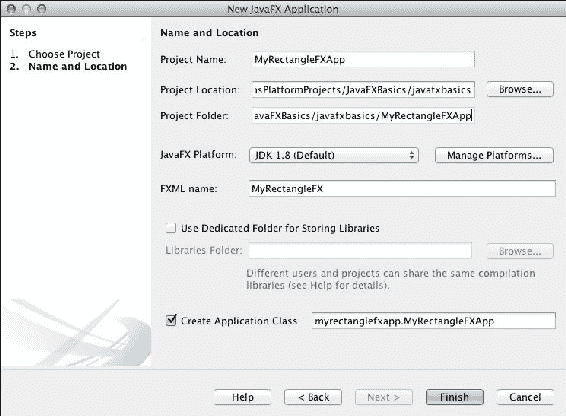 New JavaFX Application
Steps
1. Choose Project
2. Name and Location
Name and Location
Project Name: MyRectangleFXApp
Project Location: ısPlatformProjects/JavaFXBasics/javafxbasics Browse...
Project Folder: avaFXBasics/javafxbasics/MyRectangleFXApp
JavaFX Platform: JDK 1.8 (Default) Manage Platforms...
FXML name: MyRectangleFX
Use Dedicated Folder for Storing Libraries
Libraries Folder: Browse...
Different users and projects can share the same compilation
libraries (see Help for details).
Create Application Class myrectanglefxapp.MyRectangleFXApp
Help < Back Next > Finish Cancel